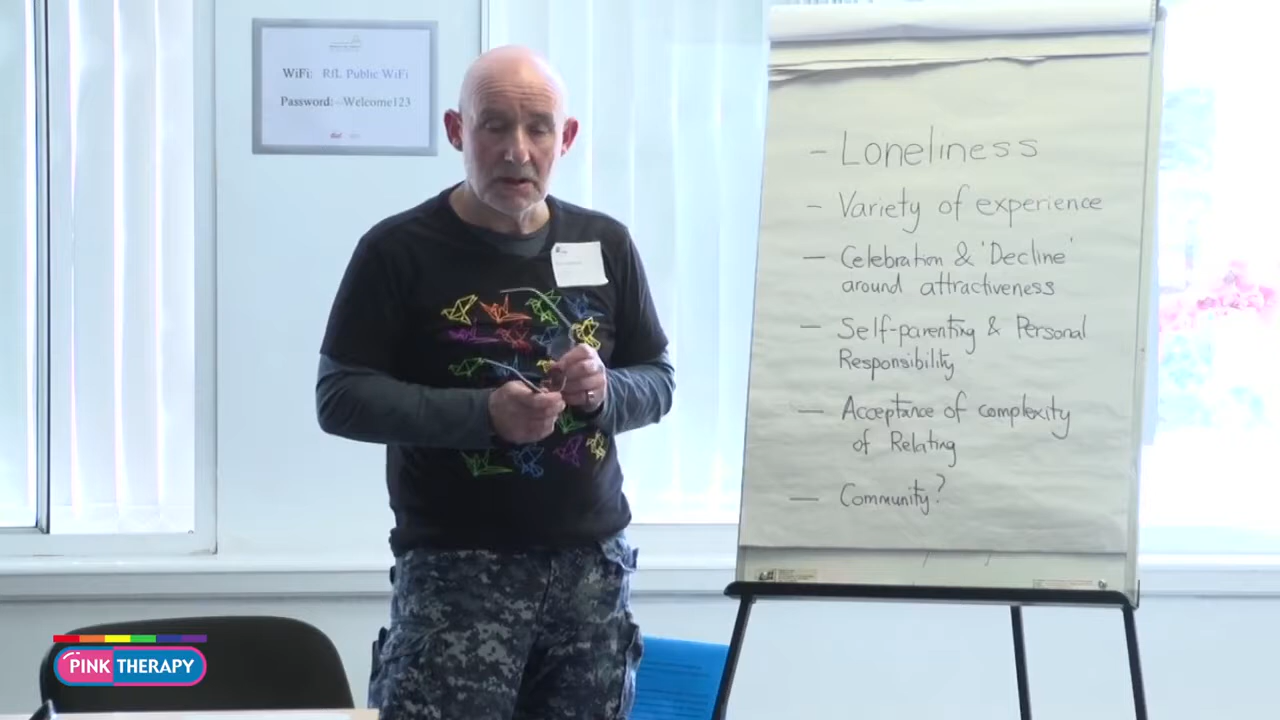 WiFi: RfL Public WiFi
Password: Welcome123
- Loneliness
- Variety of experience
- Celebration & 'Decline'
around attractiveness
- Self-parenting & Personal
Responsibility
- Acceptance of complexity
of Relating
- Community?
PINK THERAPY